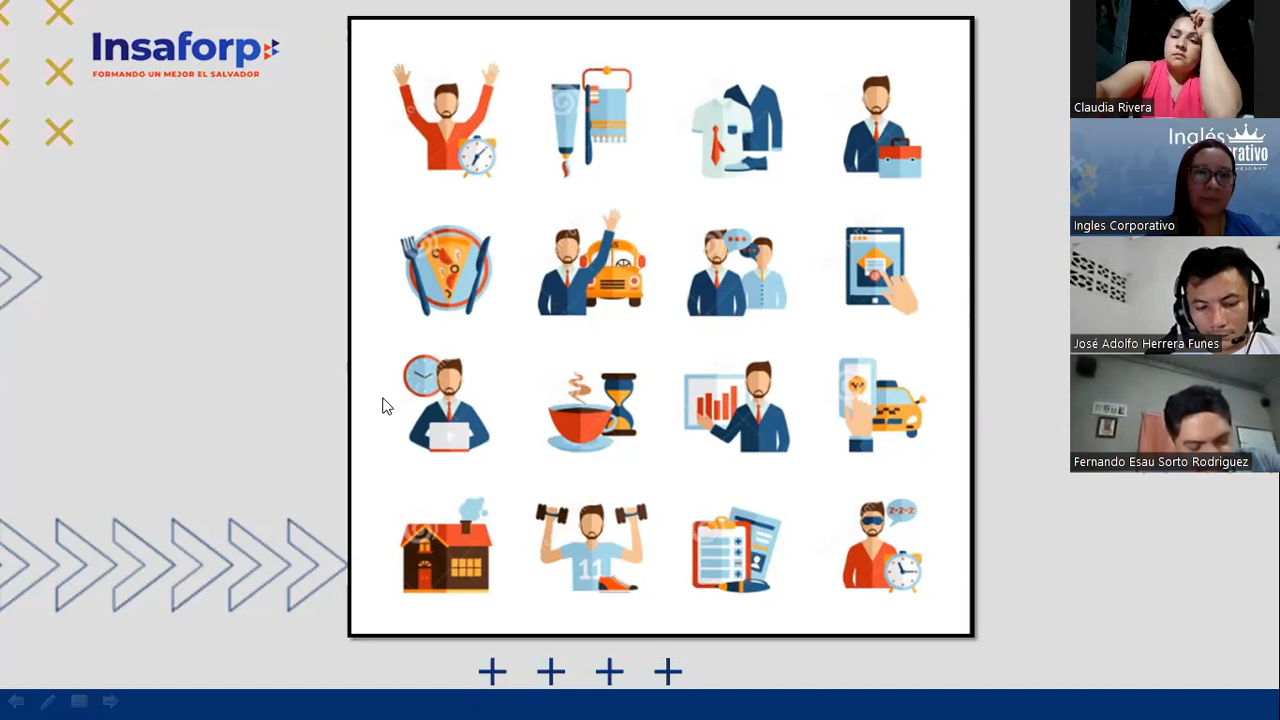 Insaforp
FORMANDO UN MEJOR EL SALVADOR
11
Z-Z-Z
Claudia Rivera
Inglés
Ingles Corporativo
José Adolfo Herrera Funes
Fernando Esau Sorto Rodriguez